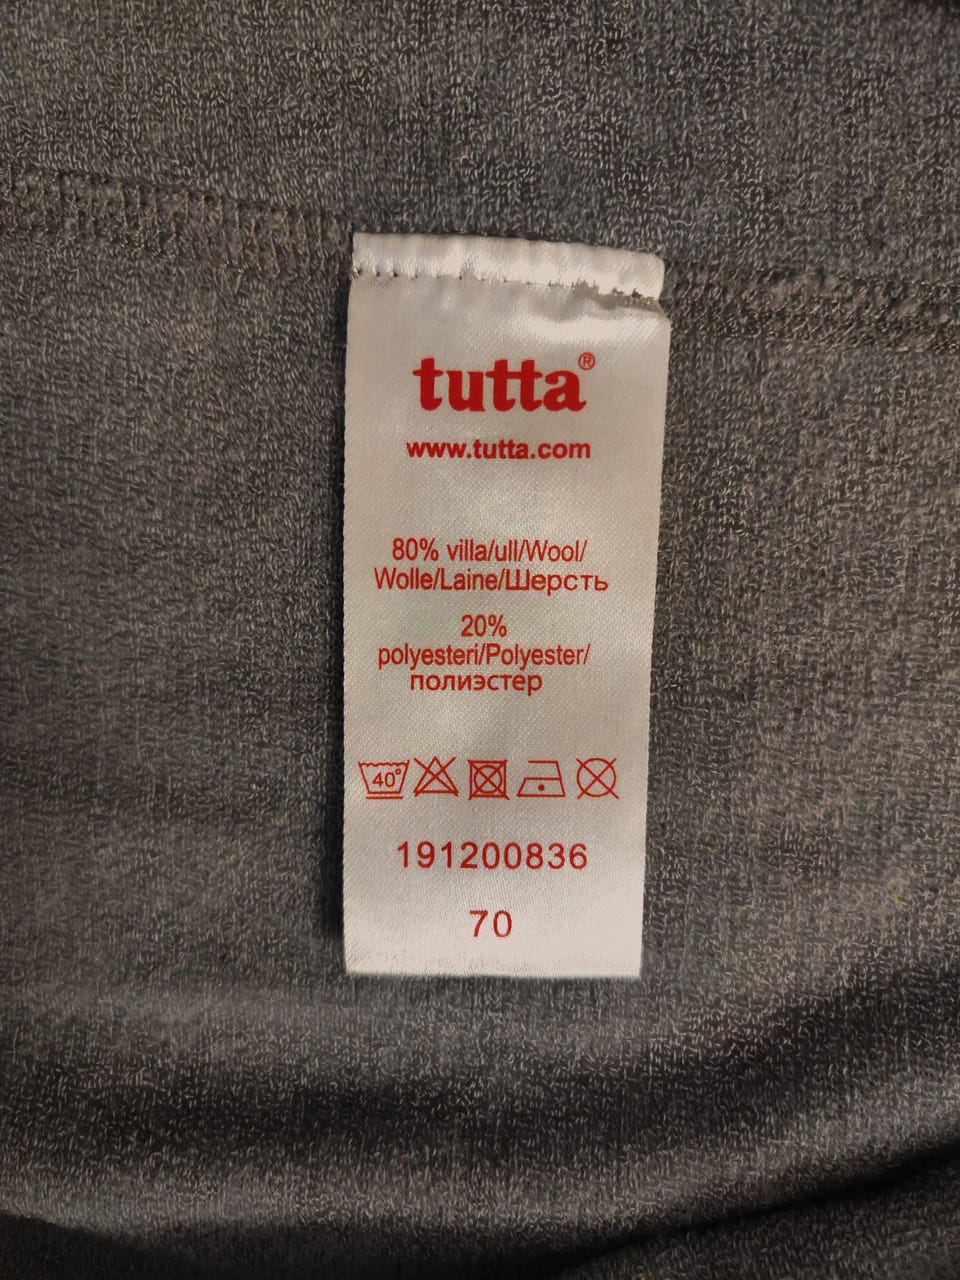 tutta®
www.tutta.com
80% villa/ull/Wool/
Wolle/Laine/Шерсть
20%
polyesteri/Polyester/
полиэстер
40°
191200836
70